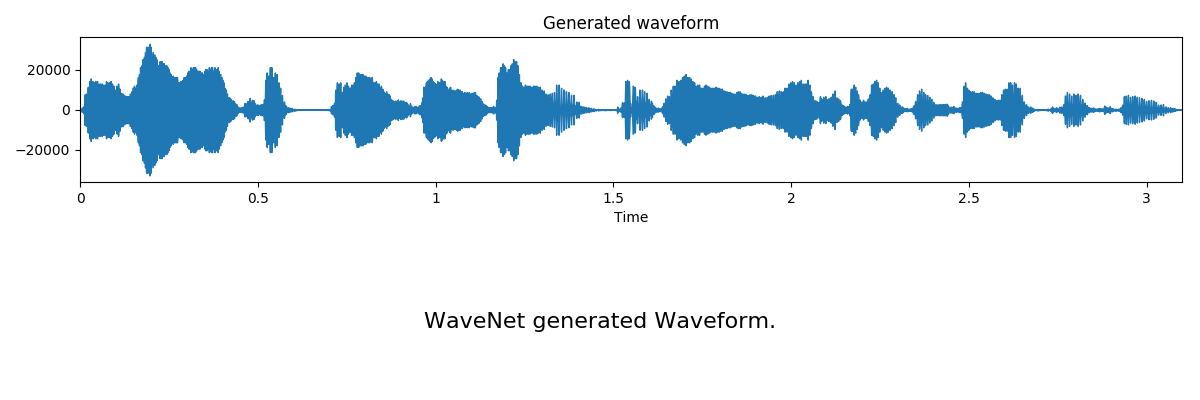 Generated waveform
20000
0
−20000
0 0.5 1 1.5 2 2.5 3
Time
WaveNet generated Waveform.